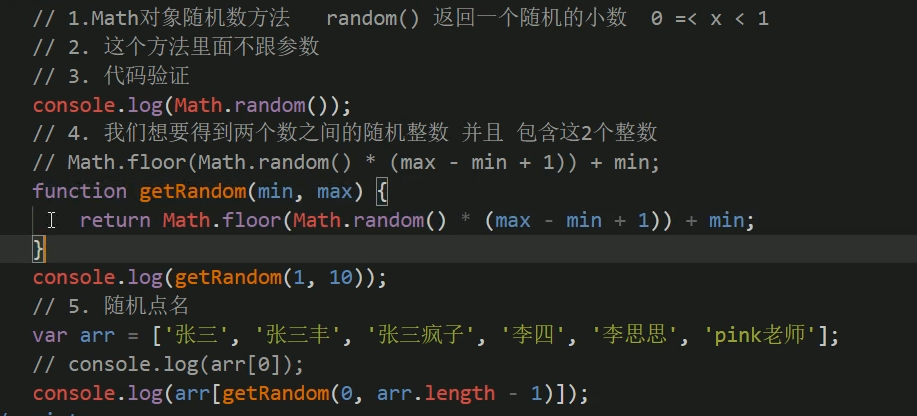 // 1.Math对象随机数方法   random() 返回一个随机的小数  0 =< x < 1
// 2. 这个方法里面不跟参数
// 3. 代码验证
console.log(Math.random());
// 4. 我们想要得到两个数之间的随机整数 并且 包含这2个整数
// Math.floor(Math.random() * (max - min + 1)) + min;
function getRandom(min, max) {
    return Math.floor(Math.random() * (max - min + 1)) + min;
}
console.log(getRandom(1, 10));
// 5. 随机点名
var arr = ['张三', '张三丰', '张三疯子', '李四', '李思思', 'pink老师'];
// console.log(arr[0]);
console.log(arr[getRandom(0, arr.length - 1)]);